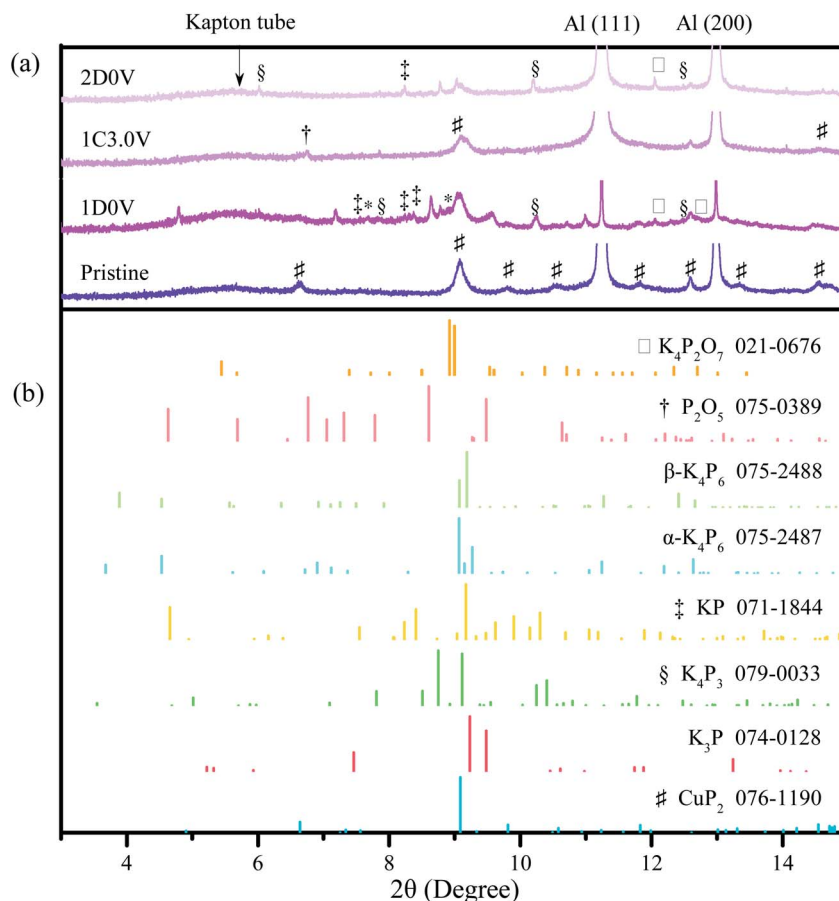 Kapton tube Al (111) Al (200)
(a)
2D0V § ‡ § □ §
1C3.0V † ♯ ♯
1D0V ‡ * § ‡ ‡ * § □ § □
Pristine ♯ ♯ ♯ ♯ ♯ ♯ ♯ ♯
(b)
□ K₄P₂O₇ 021-0676
† P₂O₅ 075-0389
β-K₄P₆ 075-2488
α-K₄P₆ 075-2487
‡ KP 071-1844
§ K₄P₃ 079-0033
K₃P 074-0128
♯ CuP₂ 076-1190
4 6 8 10 12 14
2θ (Degree)